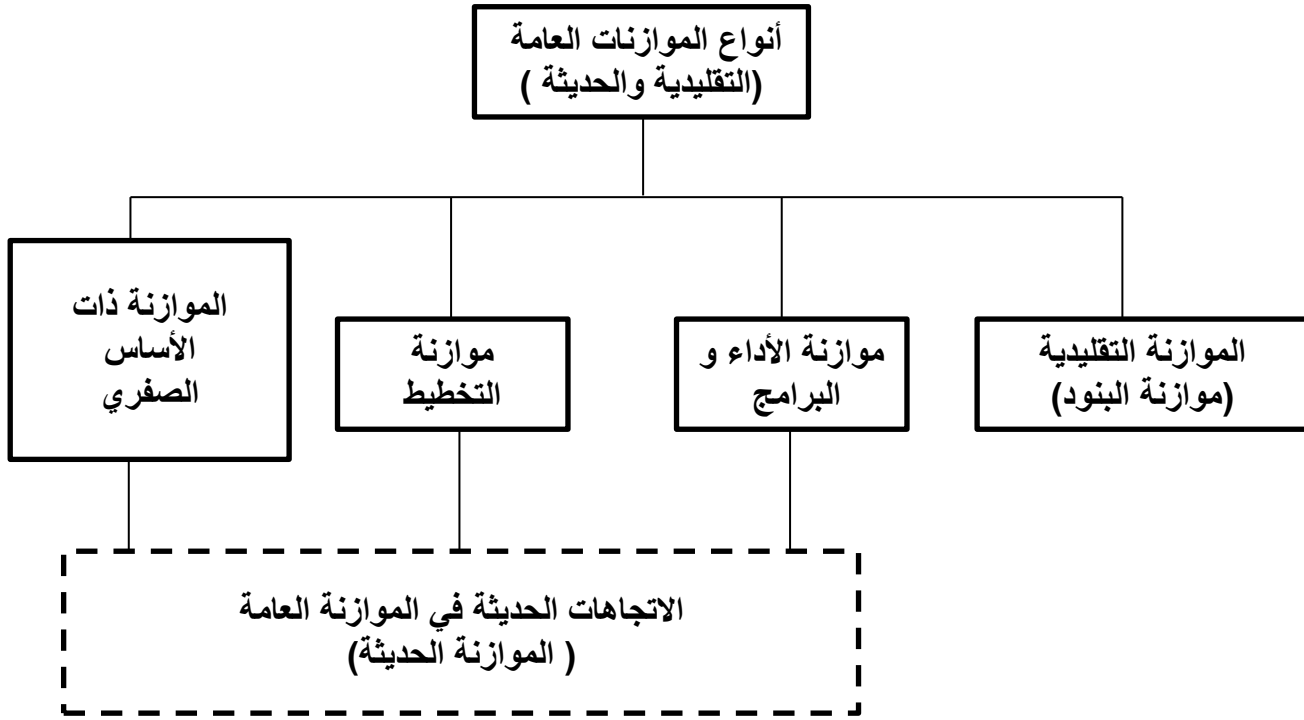 أنواع الموازنات العامة
(التقليدية والحديثة )
الموازنة التقليدية
(موازنة البنود)
موازنة الأداء و
البرامج
موازنة
التخطيط
الموازنة ذات
الأساس
الصفري
الاتجاهات الحديثة في الموازنة العامة
( الموازنة الحديثة)